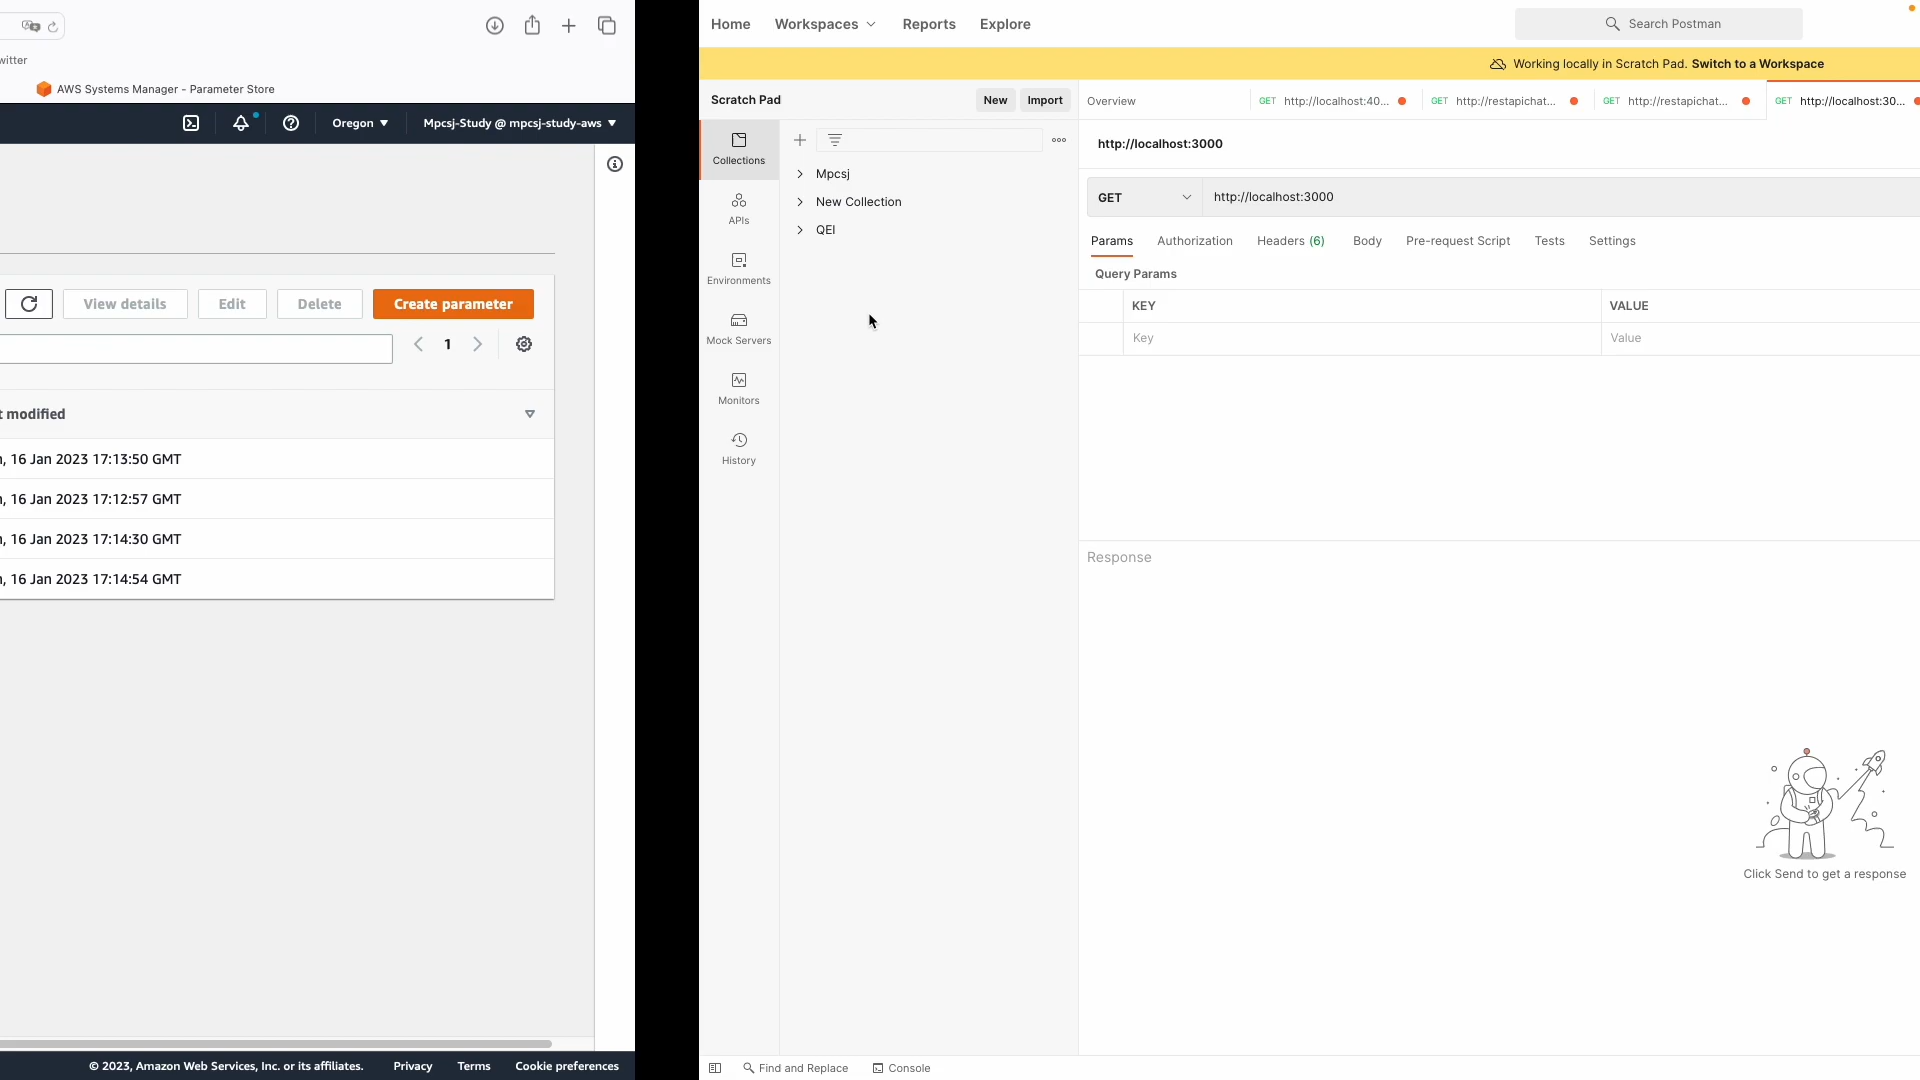 witter
AWS Systems Manager - Parameter Store
Oregon
Mpcsj-Study @ mpcsj-study-aws
View details
Edit
Delete
Create parameter
1
t modified
, 16 Jan 2023 17:13:50 GMT
, 16 Jan 2023 17:12:57 GMT
, 16 Jan 2023 17:14:30 GMT
, 16 Jan 2023 17:14:54 GMT
© 2023, Amazon Web Services, Inc. or its affiliates.
Privacy
Terms
Cookie preferences
Home
Workspaces
Reports
Explore
Search Postman
Working locally in Scratch Pad. Switch to a Workspace
Scratch Pad
New
Import
Overview
GET http://localhost:40...
GET http://restapichat...
GET http://restapichat...
GET http://localhost:30...
Collections
APIs
Environments
Mock Servers
Monitors
History
Mpcsj
New Collection
QEI
http://localhost:3000
GET
http://localhost:3000
Params
Authorization
Headers (6)
Body
Pre-request Script
Tests
Settings
Query Params
KEY
VALUE
Key
Value
Response
Click Send to get a response
Find and Replace
Console